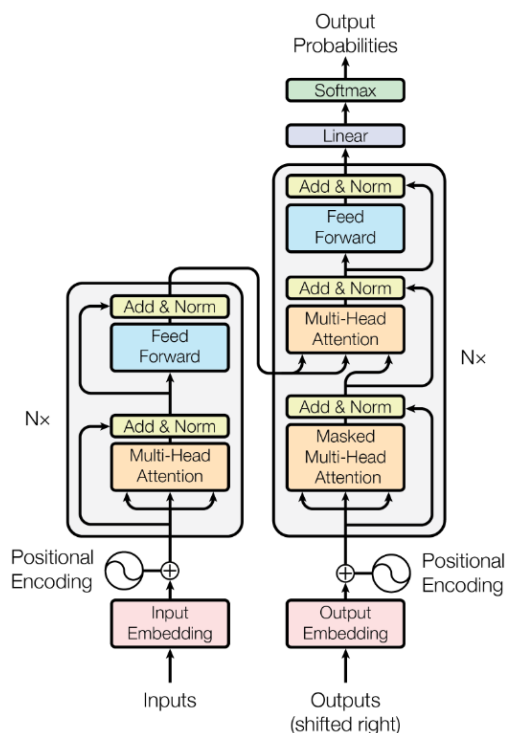 Output
Probabilities
Softmax
Linear
Add & Norm
Feed
Forward
Add & Norm
Multi-Head
Attention
Add & Norm
Masked
Multi-Head
Attention
N×
Positional
Encoding
Output
Embedding
Outputs
(shifted right)
Add & Norm
Feed
Forward
Add & Norm
Multi-Head
Attention
N×
Positional
Encoding
Input
Embedding
Inputs